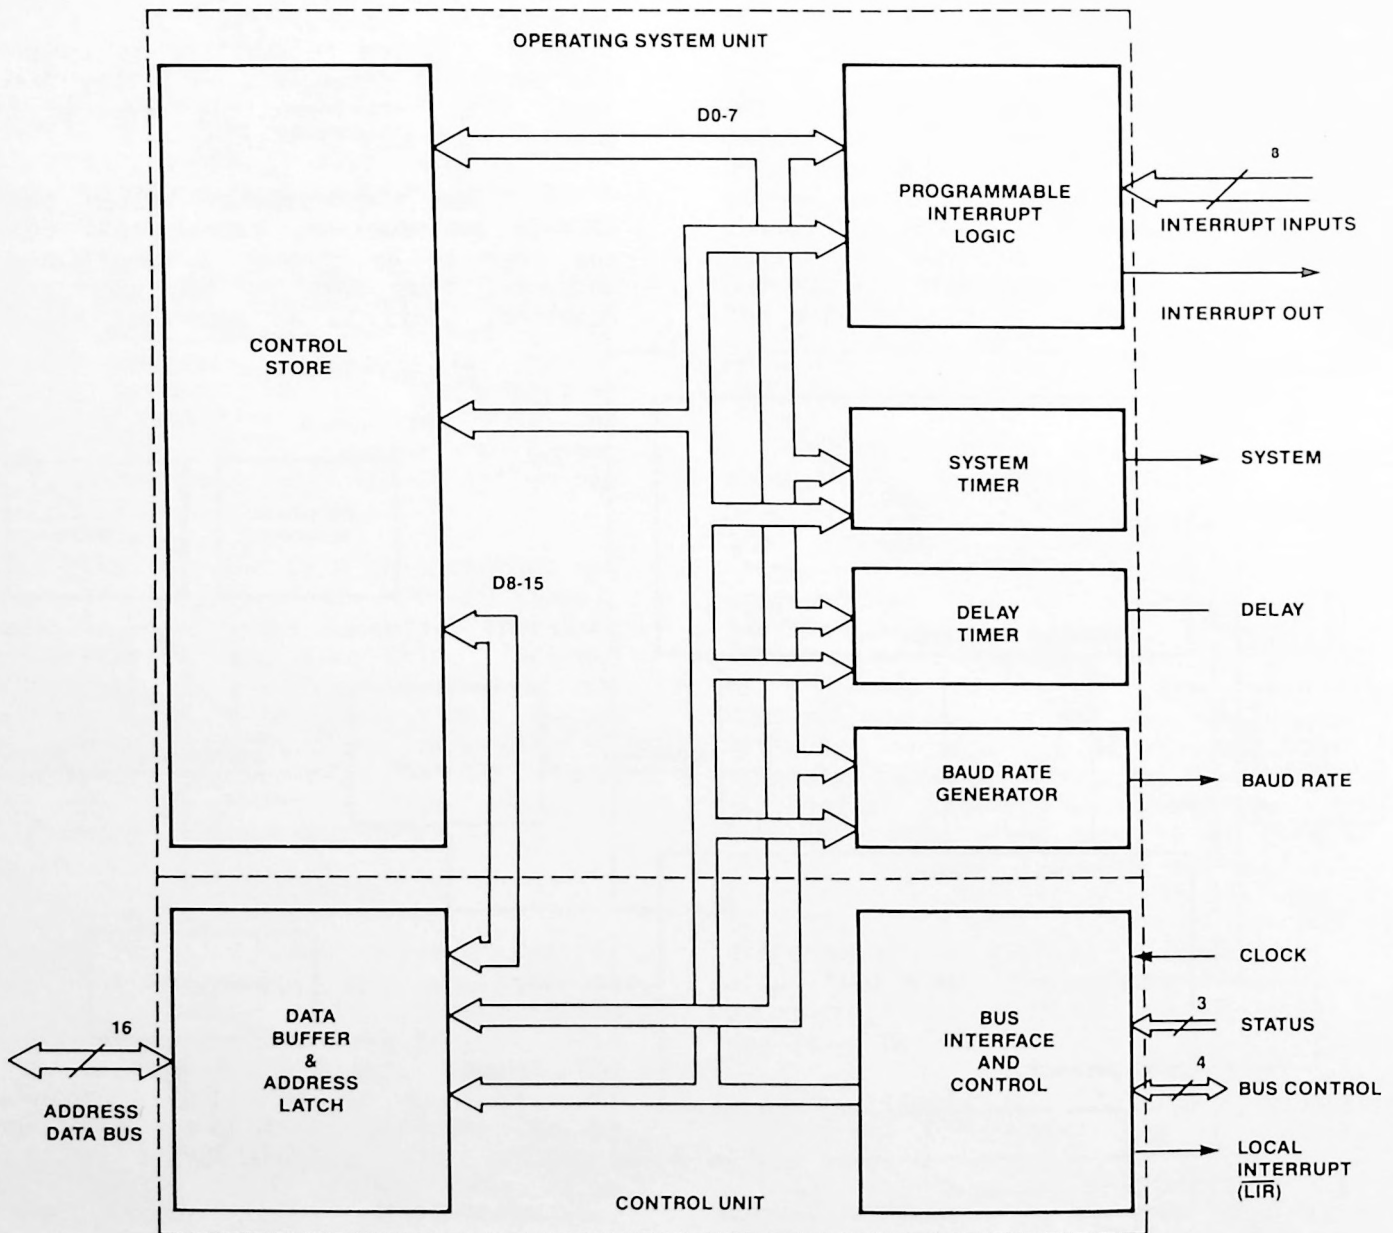 OPERATING SYSTEM UNIT
D0-7
8
PROGRAMMABLE
INTERRUPT
LOGIC
INTERRUPT INPUTS
INTERRUPT OUT
CONTROL
STORE
SYSTEM
TIMER
SYSTEM
D8-15
DELAY
TIMER
DELAY
BAUD RATE
GENERATOR
BAUD RATE
16
ADDRESS/
DATA BUS
DATA
BUFFER
&
ADDRESS
LATCH
BUS
INTERFACE
AND
CONTROL
CLOCK
3
STATUS
4
BUS CONTROL
LOCAL
INTERRUPT
(LIR)
CONTROL UNIT